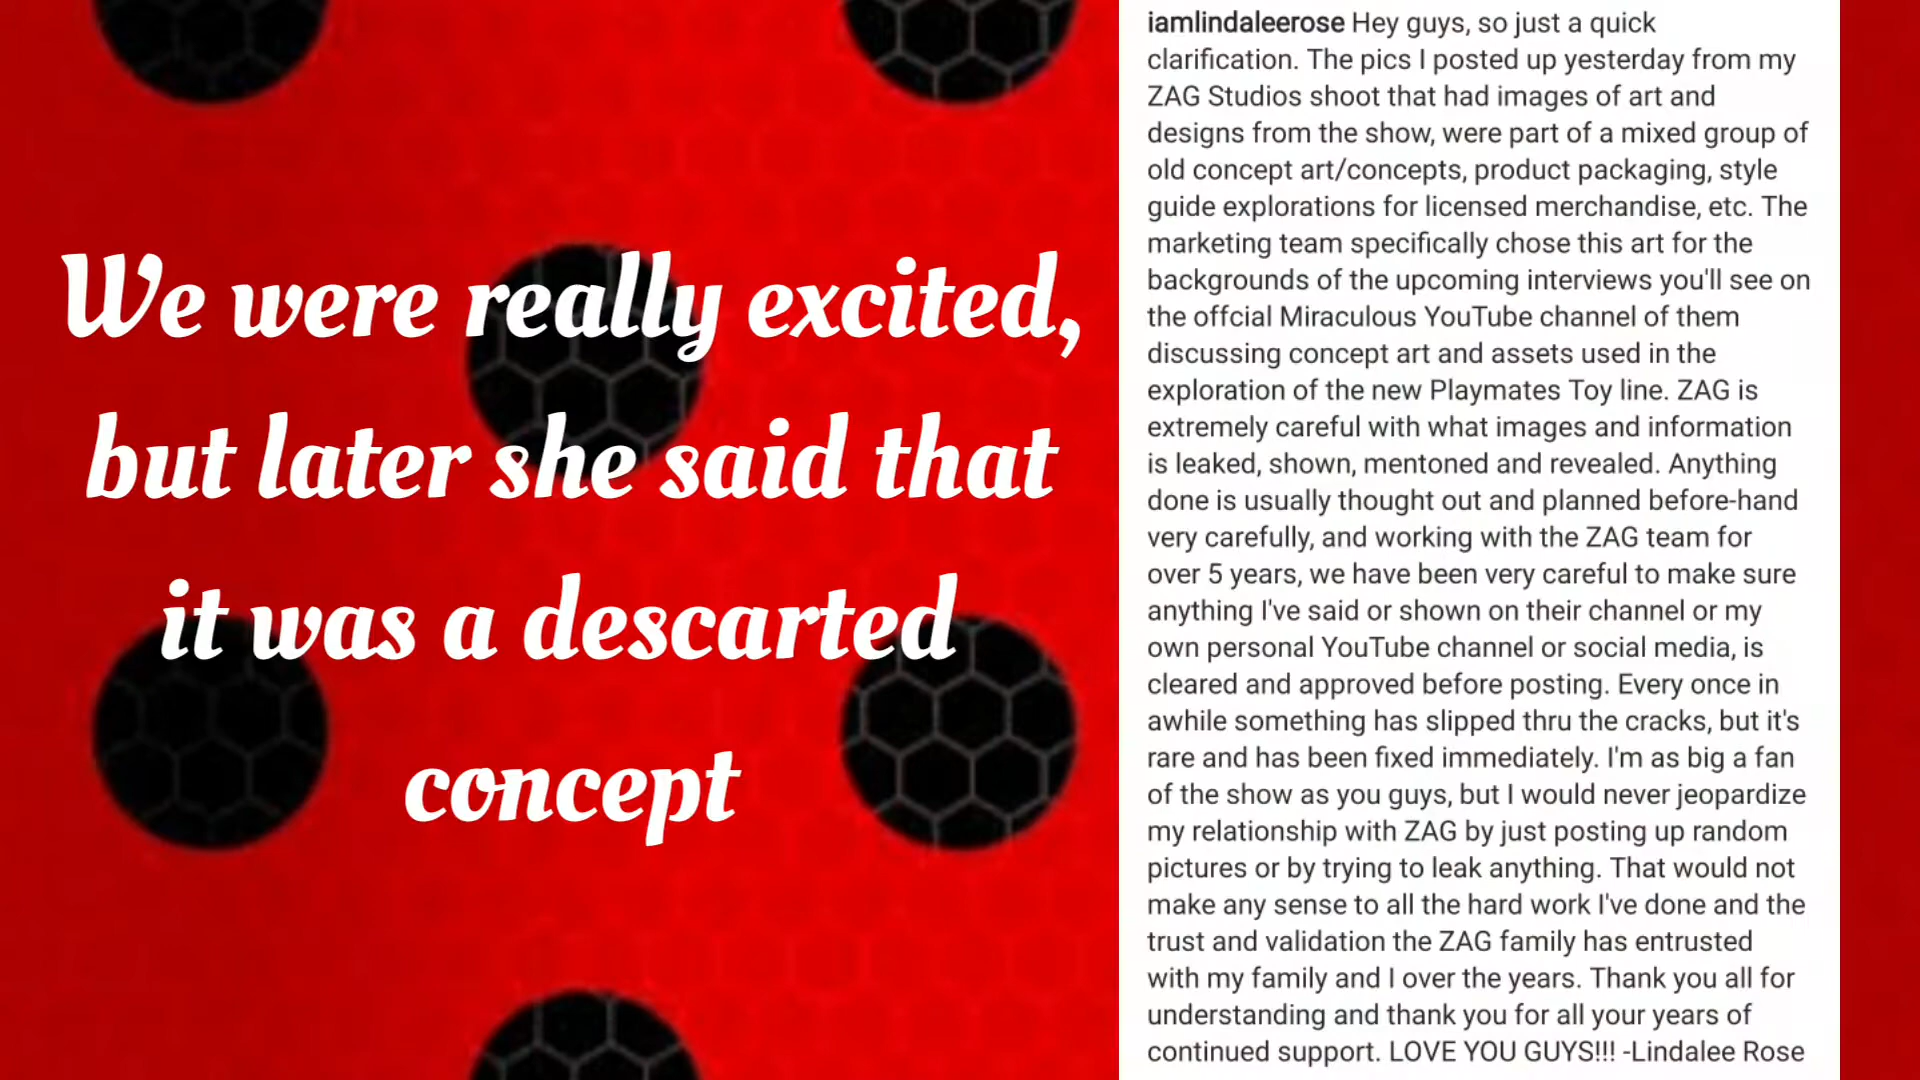 We were really excited,
but later she said that
it was a descarted
concept
iamlindaleerose Hey guys, so just a quick
clarification. The pics I posted up yesterday from my
ZAG Studios shoot that had images of art and
designs from the show, were part of a mixed group of
old concept art/concepts, product packaging, style
guide explorations for licensed merchandise, etc. The
marketing team specifically chose this art for the
backgrounds of the upcoming interviews you'll see on
the offcial Miraculous YouTube channel of them
discussing concept art and assets used in the
exploration of the new Playmates Toy line. ZAG is
extremely careful with what images and information
is leaked, shown, mentoned and revealed. Anything
done is usually thought out and planned before-hand
very carefully, and working with the ZAG team for
over 5 years, we have been very careful to make sure
anything I've said or shown on their channel or my
own personal YouTube channel or social media, is
cleared and approved before posting. Every once in
awhile something has slipped thru the cracks, but it's
rare and has been fixed immediately. I'm as big a fan
of the show as you guys, but I would never jeopardize
my relationship with ZAG by just posting up random
pictures or by trying to leak anything. That would not
make any sense to all the hard work I've done and the
trust and validation the ZAG family has entrusted
with my family and I over the years. Thank you all for
understanding and thank you for all your years of
continued support. LOVE YOU GUYS!!! -Lindalee Rose